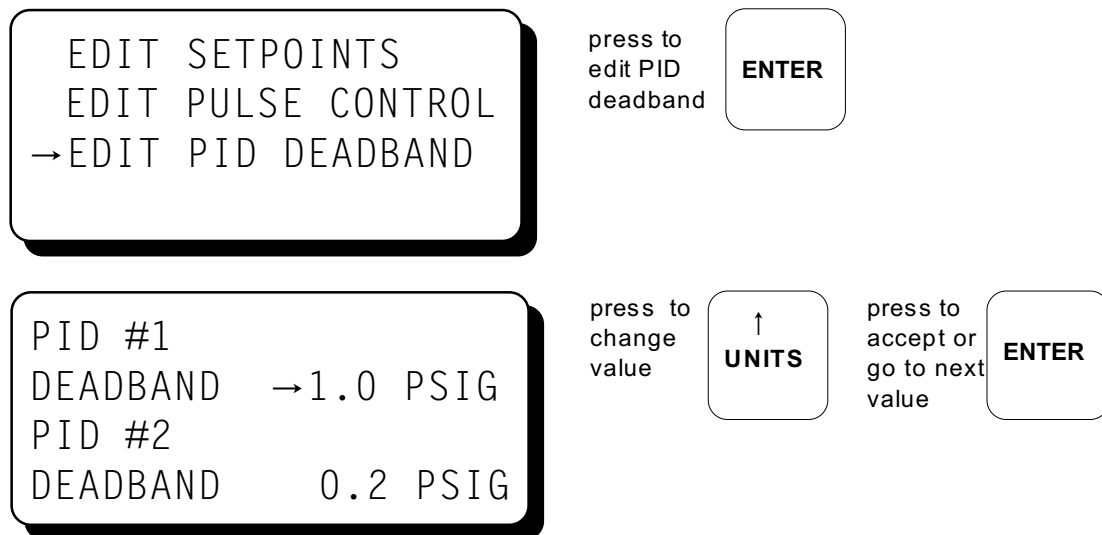 EDIT SETPOINTS
EDIT PULSE CONTROL
→EDIT PID DEADBAND
press to
edit PID
deadband
ENTER
PID #1
DEADBAND →1.0 PSIG
PID #2
DEADBAND 0.2 PSIG
press to
change
value
↑
UNITS
press to
accept or
go to next
value
ENTER